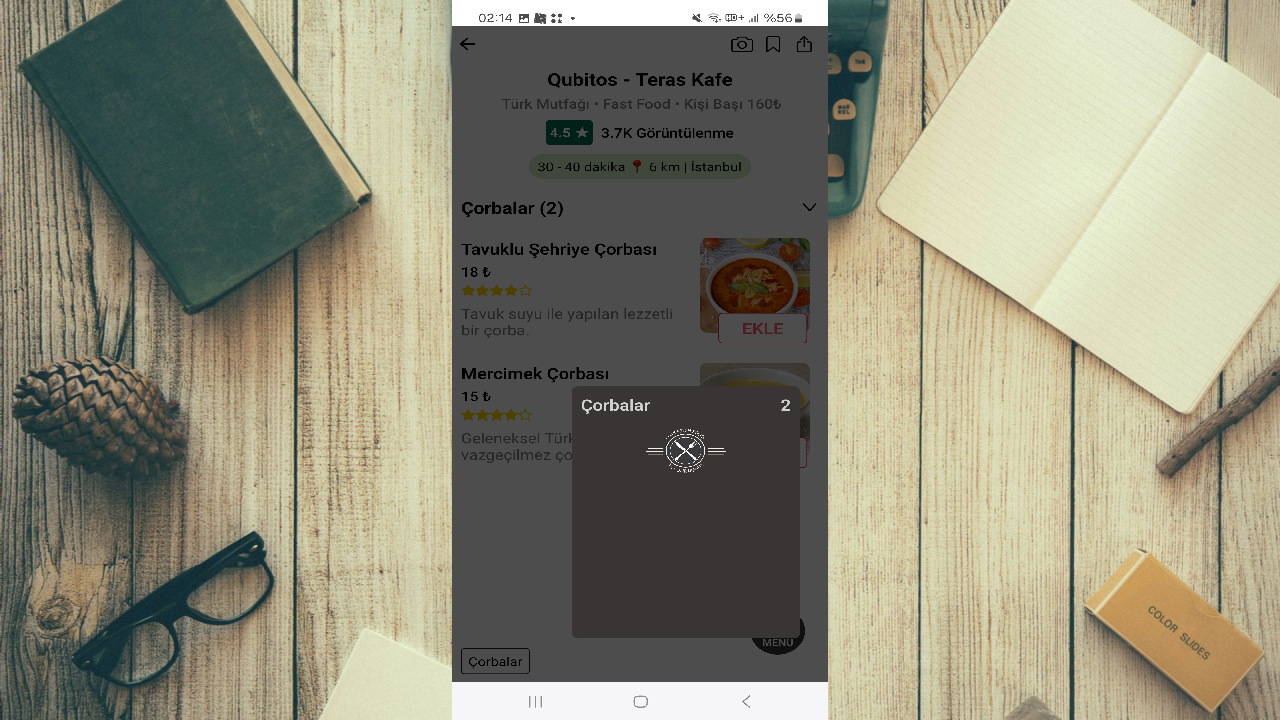 02:14
%56
Qubitos - Teras Kafe
Türk Mutfağı • Fast Food • Kişi Başı 160₺
4.5 ★ 3.7K Görüntülenme
30 - 40 dakika 📍 6 km | İstanbul
Çorbalar (2)
Tavuklu Şehriye Çorbası
18 ₺
Tavuk suyu ile yapılan lezzetli
bir çorba.
EKLE
Mercimek Çorbası
15 ₺
Geleneksel Türk
vazgeçilmez ço
Çorbalar 2
MENU
Çorbalar
COLOR SLIDES